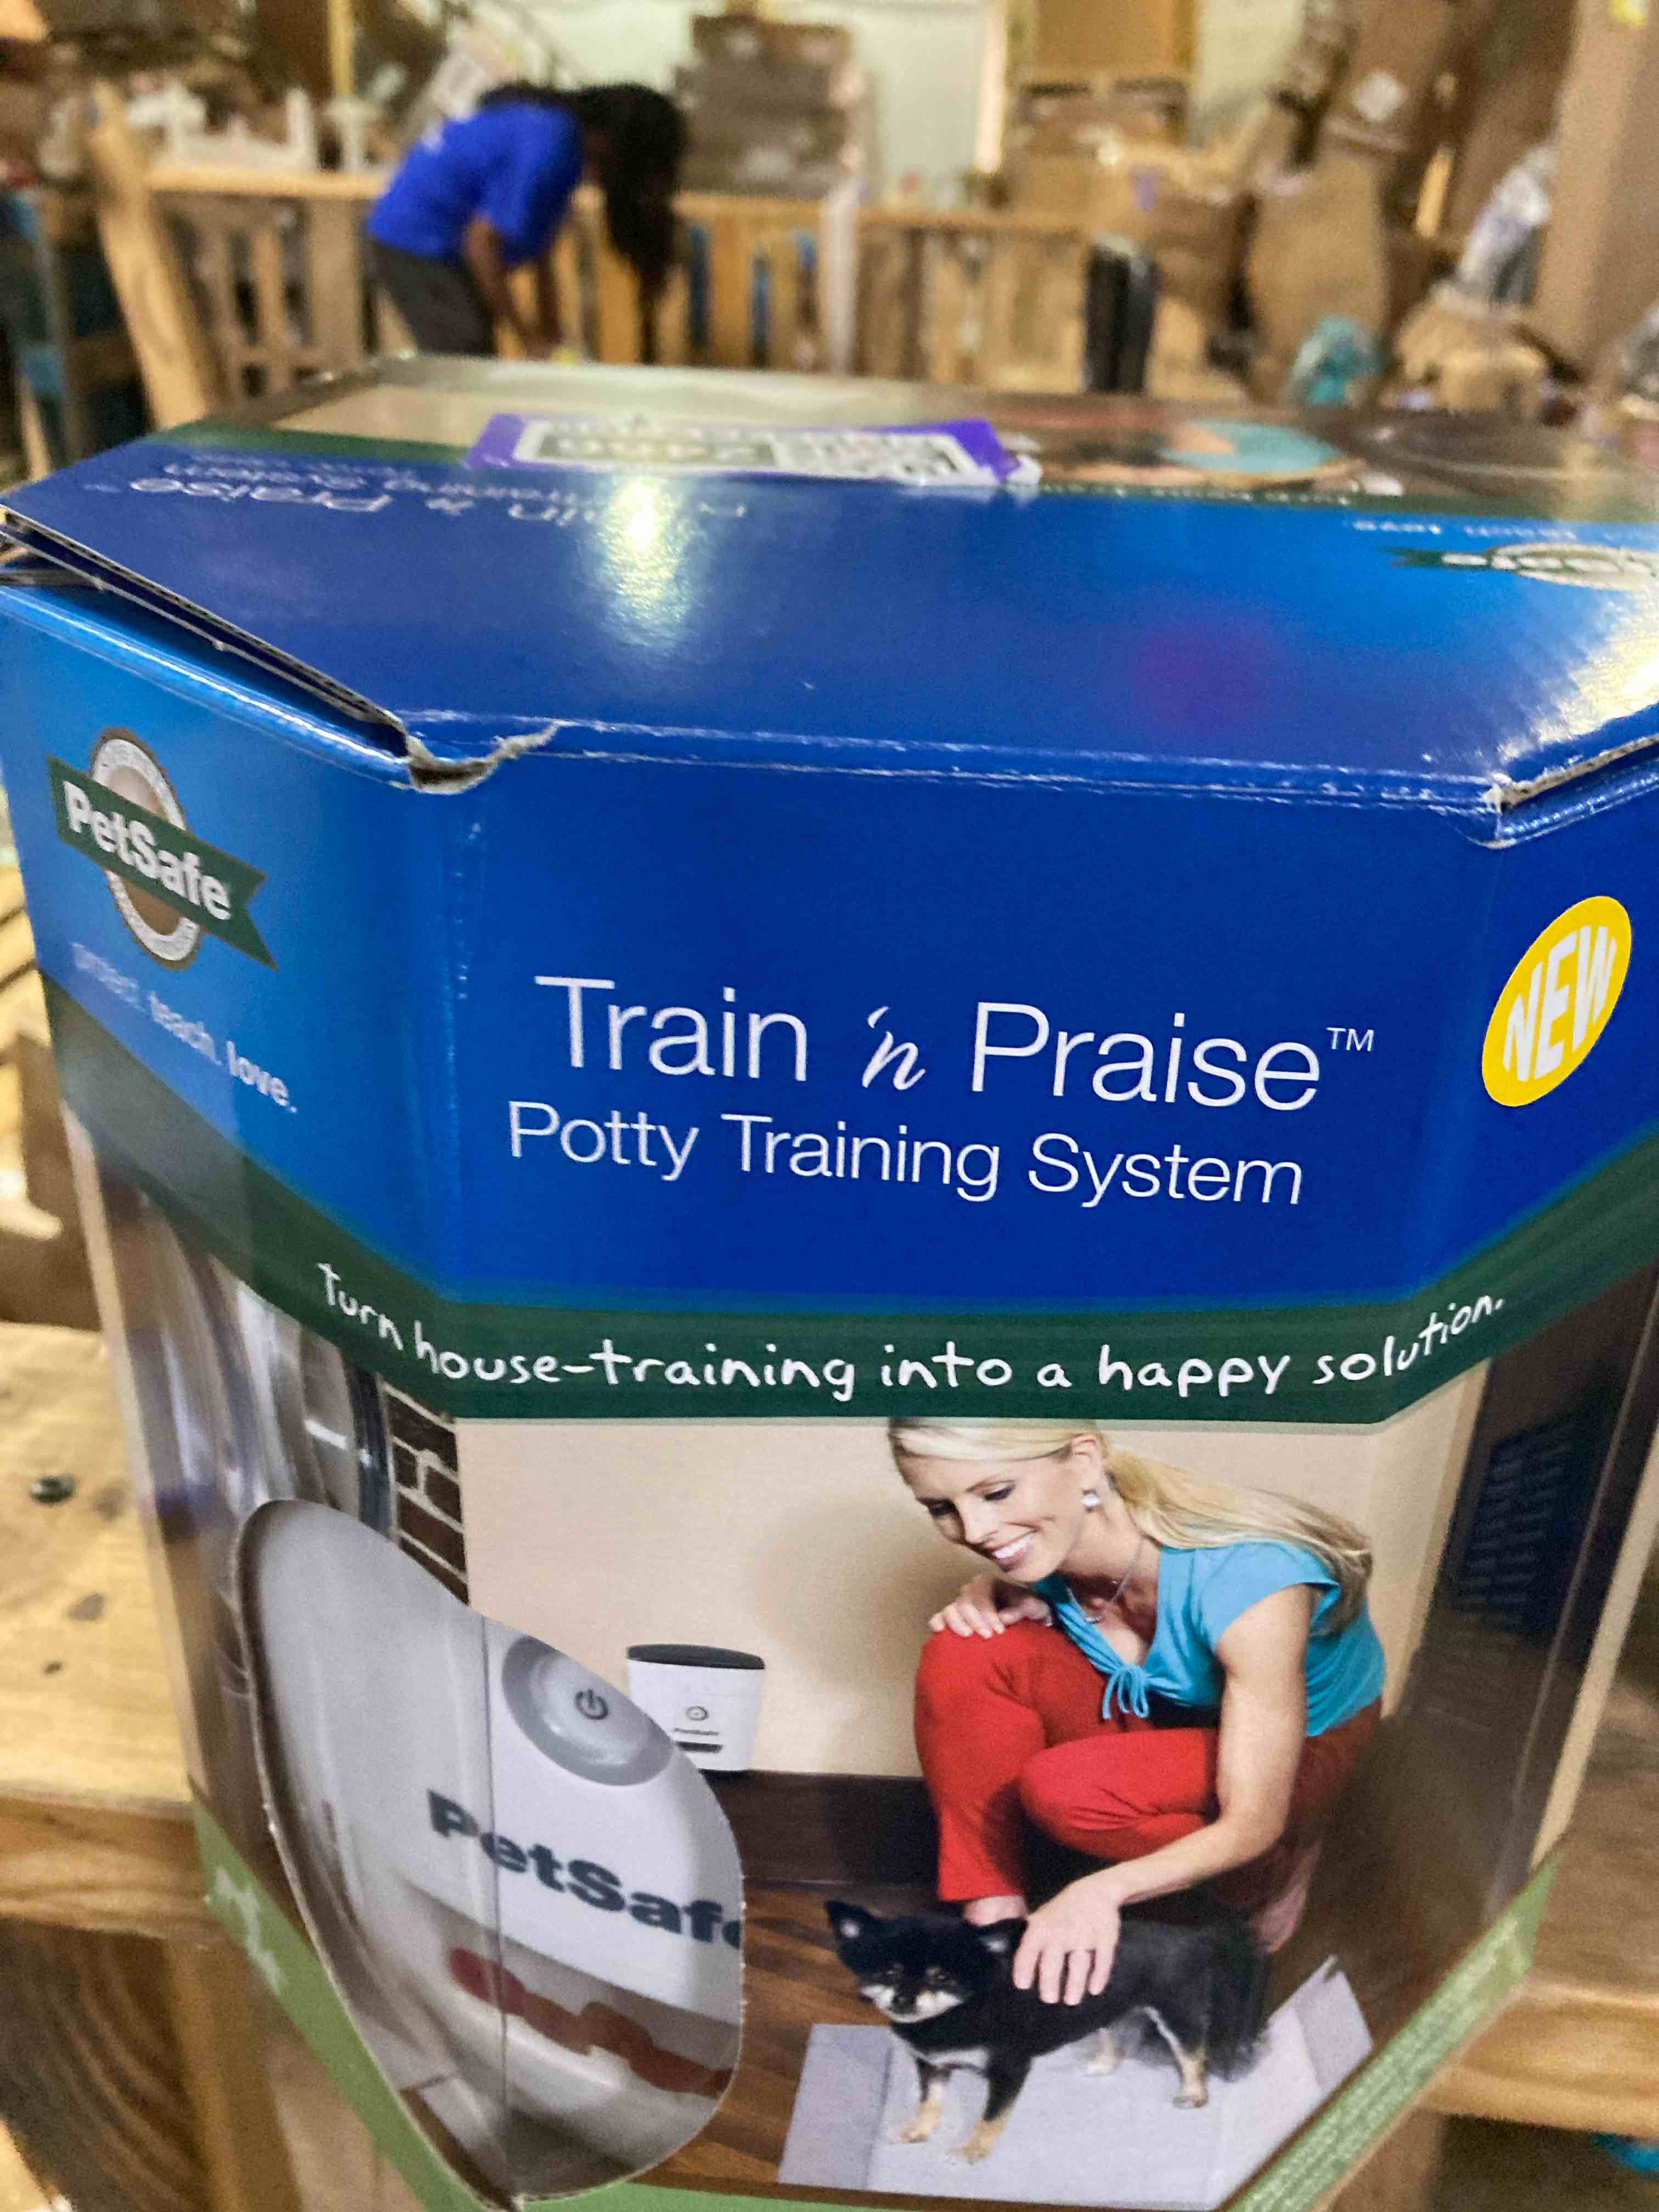 PetSafe
protect. teach. love.
Train 'n Praise™
Potty Training System
NEW
Turn house-training into a happy solution.
PetSafe